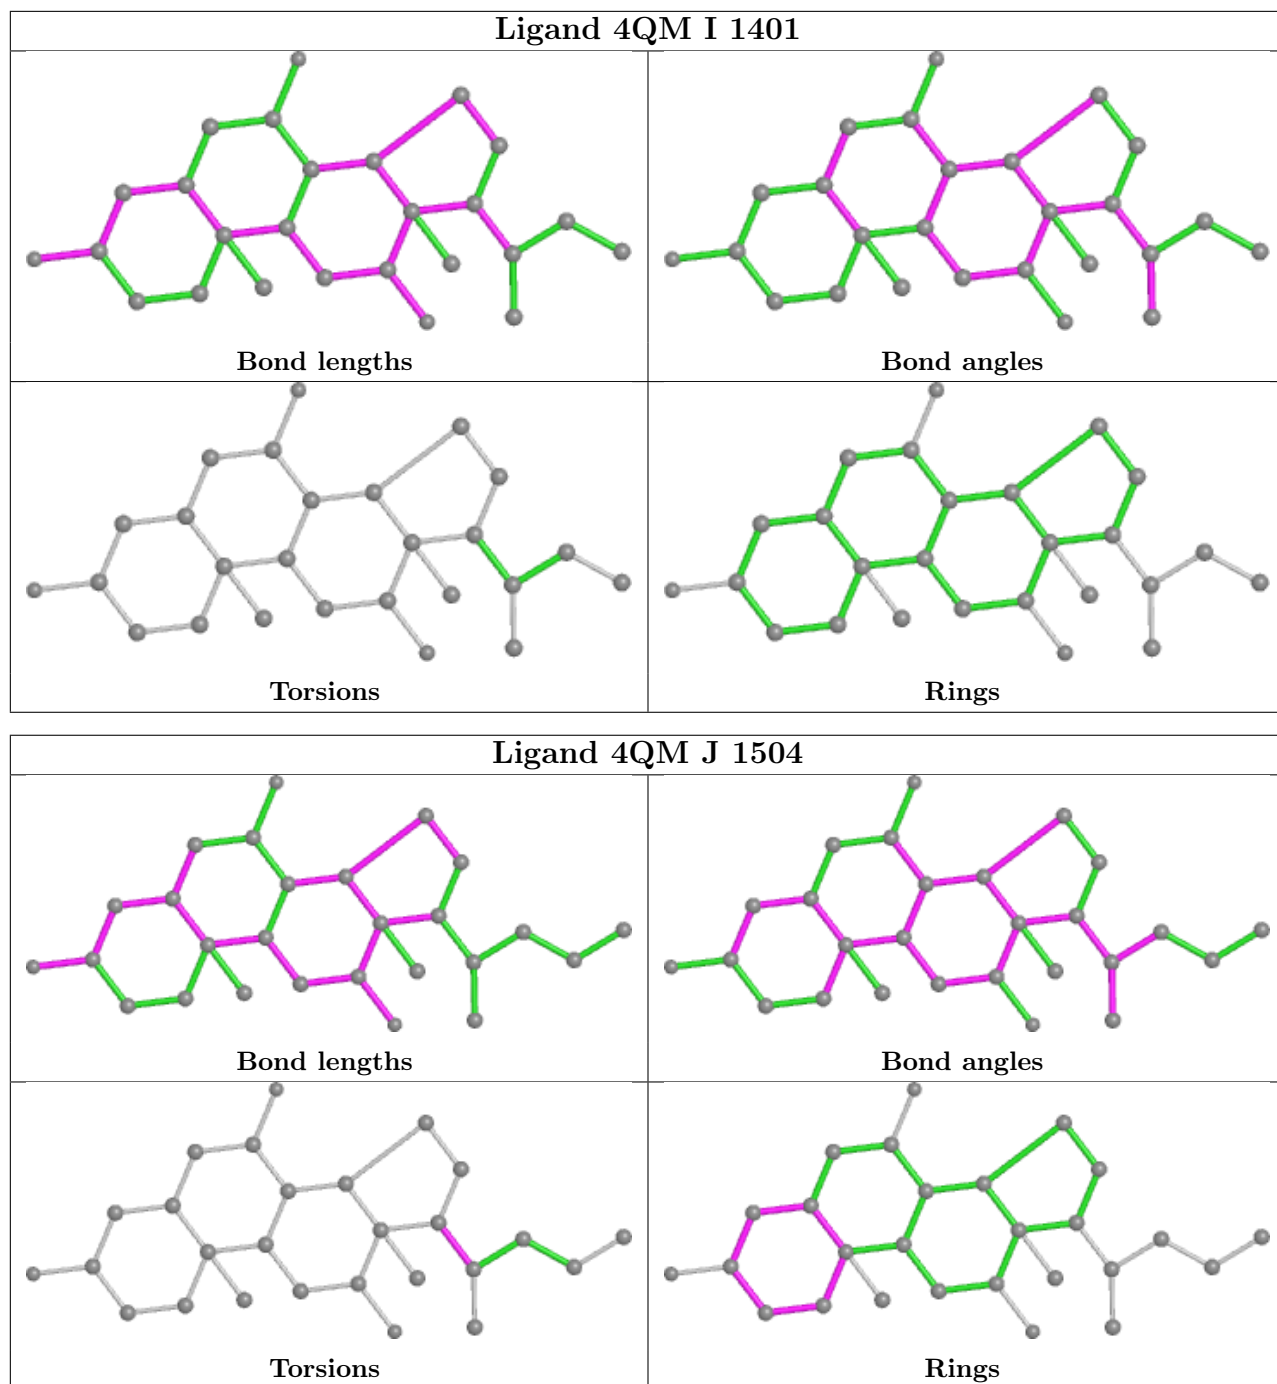 Ligand 4QM I 1401
Bond lengths
Bond angles
Torsions
Rings
Ligand 4QM J 1504
Bond lengths
Bond angles
Torsions
Rings